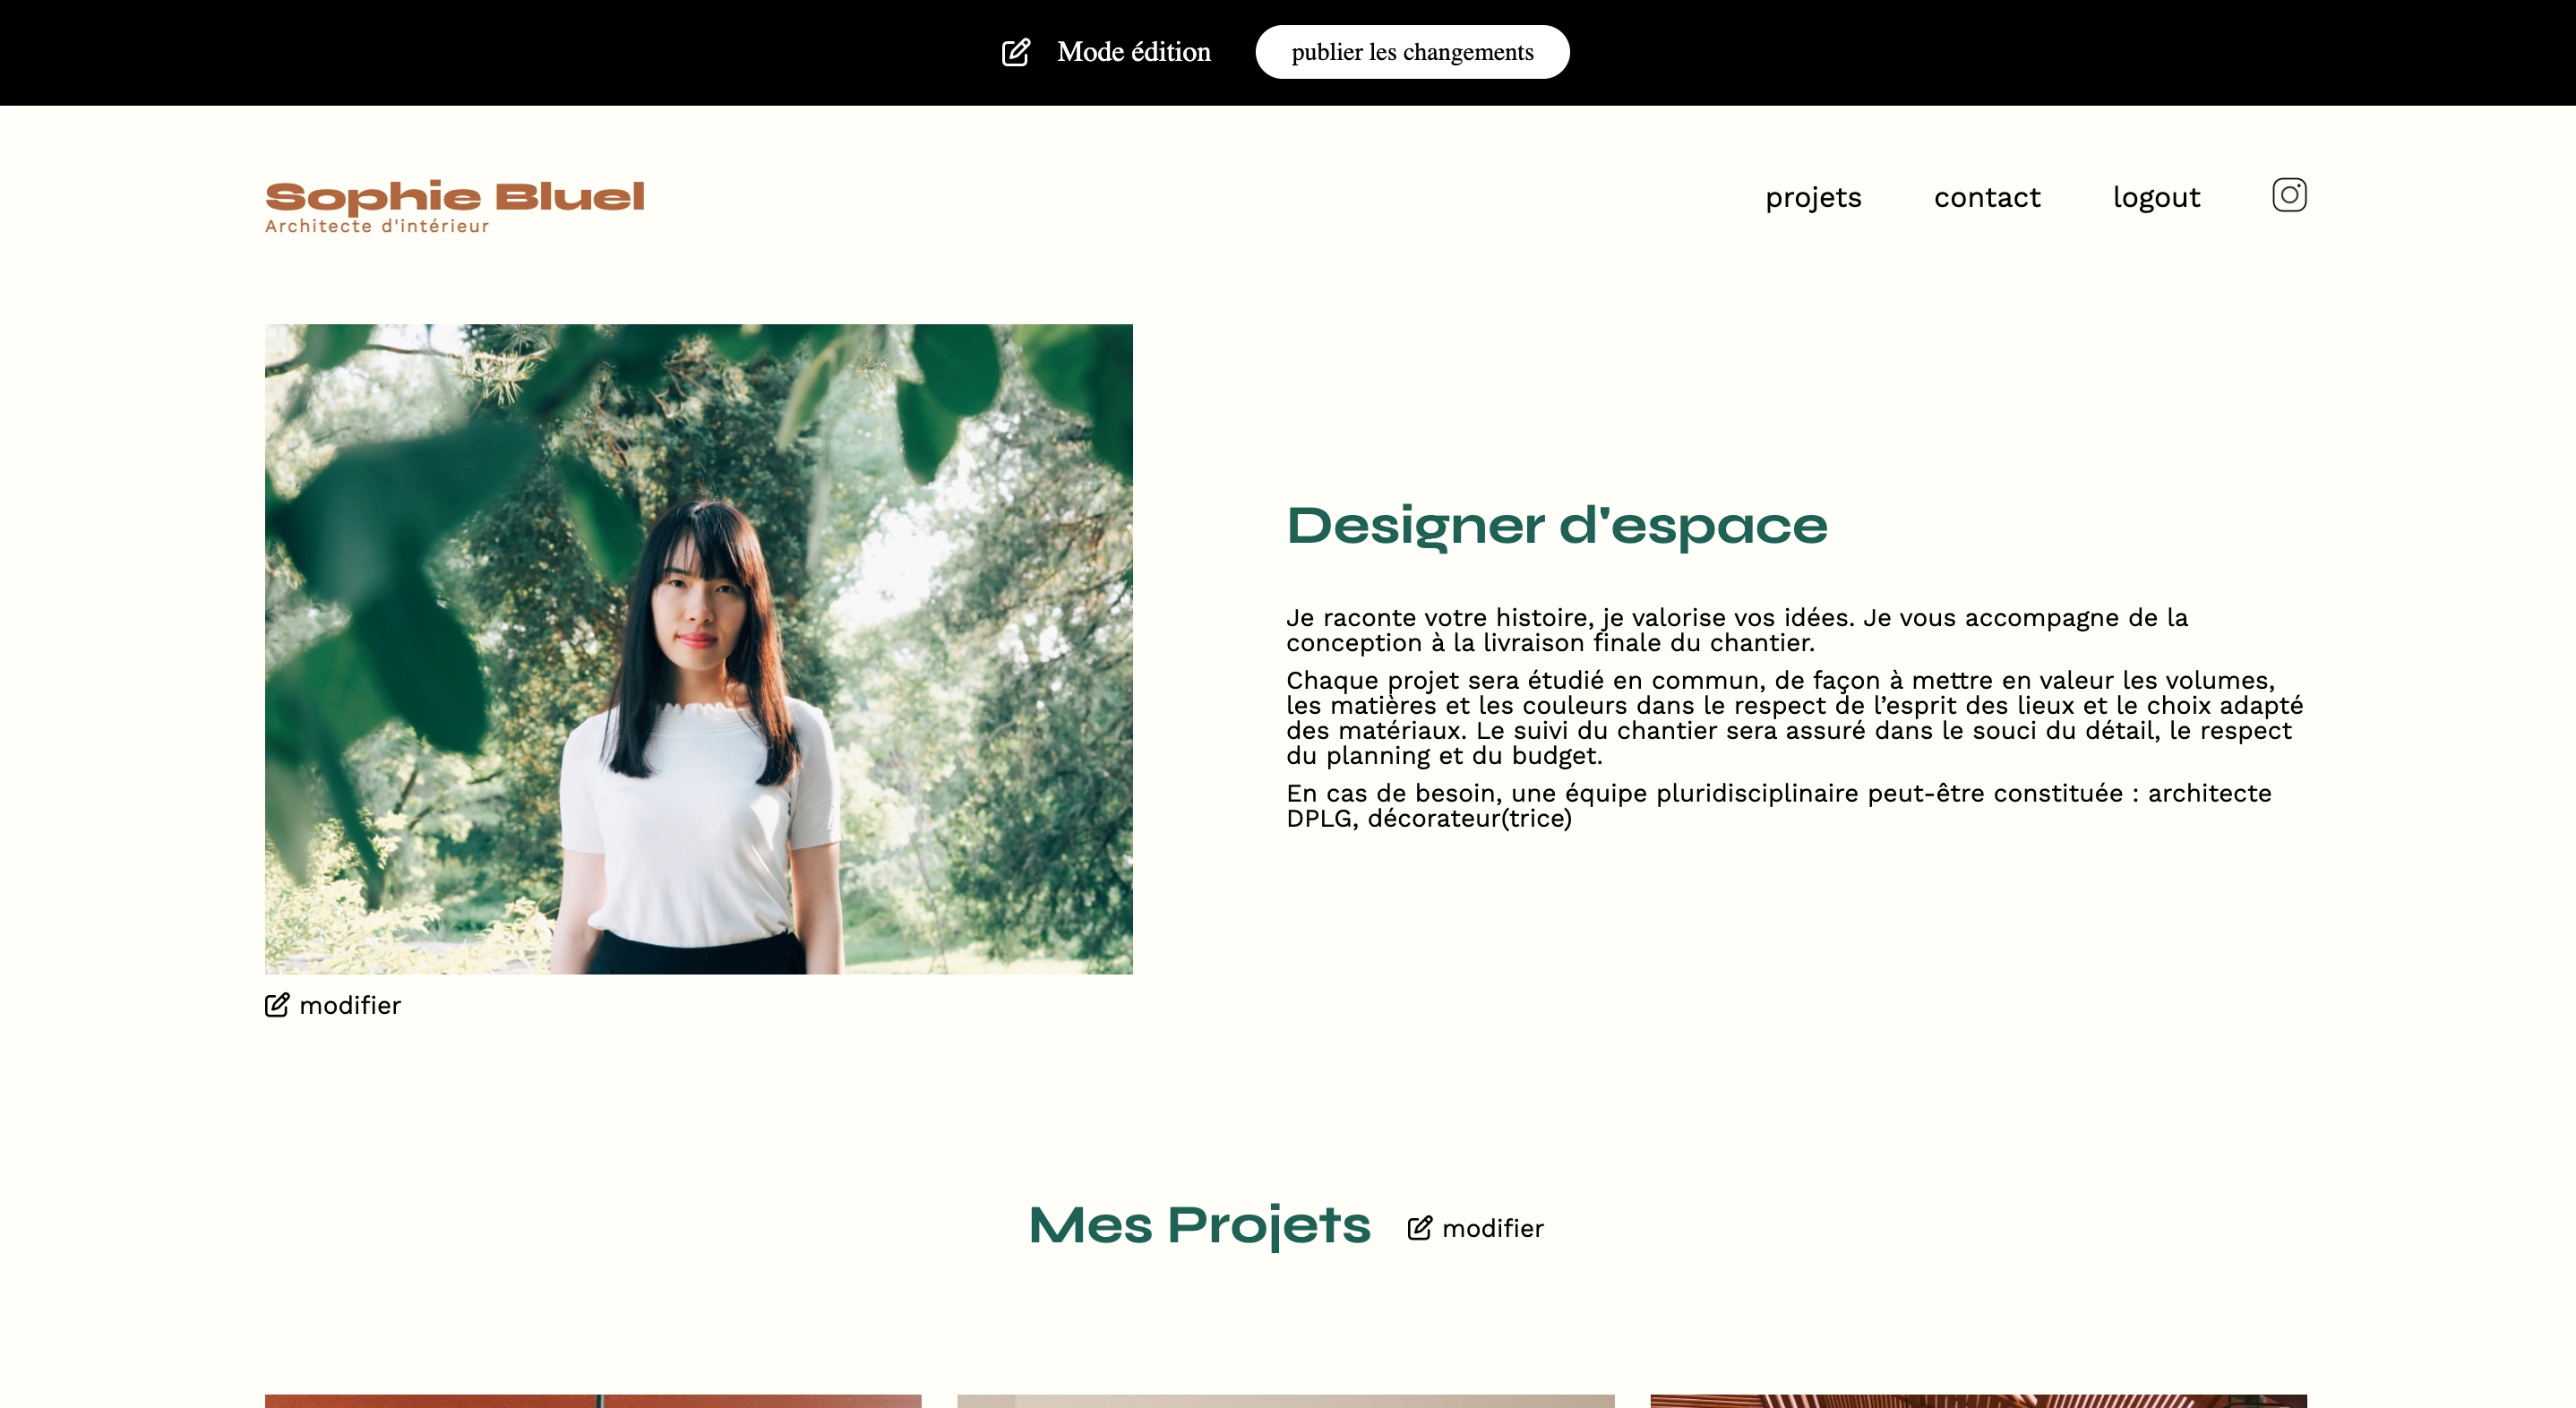 Mode édition
publier les changements
Sophie Bluel
Architecte d'intérieur
projets
contact
logout
Designer d'espace
Je raconte votre histoire, je valorise vos idées. Je vous accompagne de la
conception à la livraison finale du chantier.
Chaque projet sera étudié en commun, de façon à mettre en valeur les volumes,
les matières et les couleurs dans le respect de l’esprit des lieux et le choix adapté
des matériaux. Le suivi du chantier sera assuré dans le souci du détail, le respect
du planning et du budget.
En cas de besoin, une équipe pluridisciplinaire peut-être constituée : architecte
DPLG, décorateur(trice)
modifier
Mes Projets
modifier